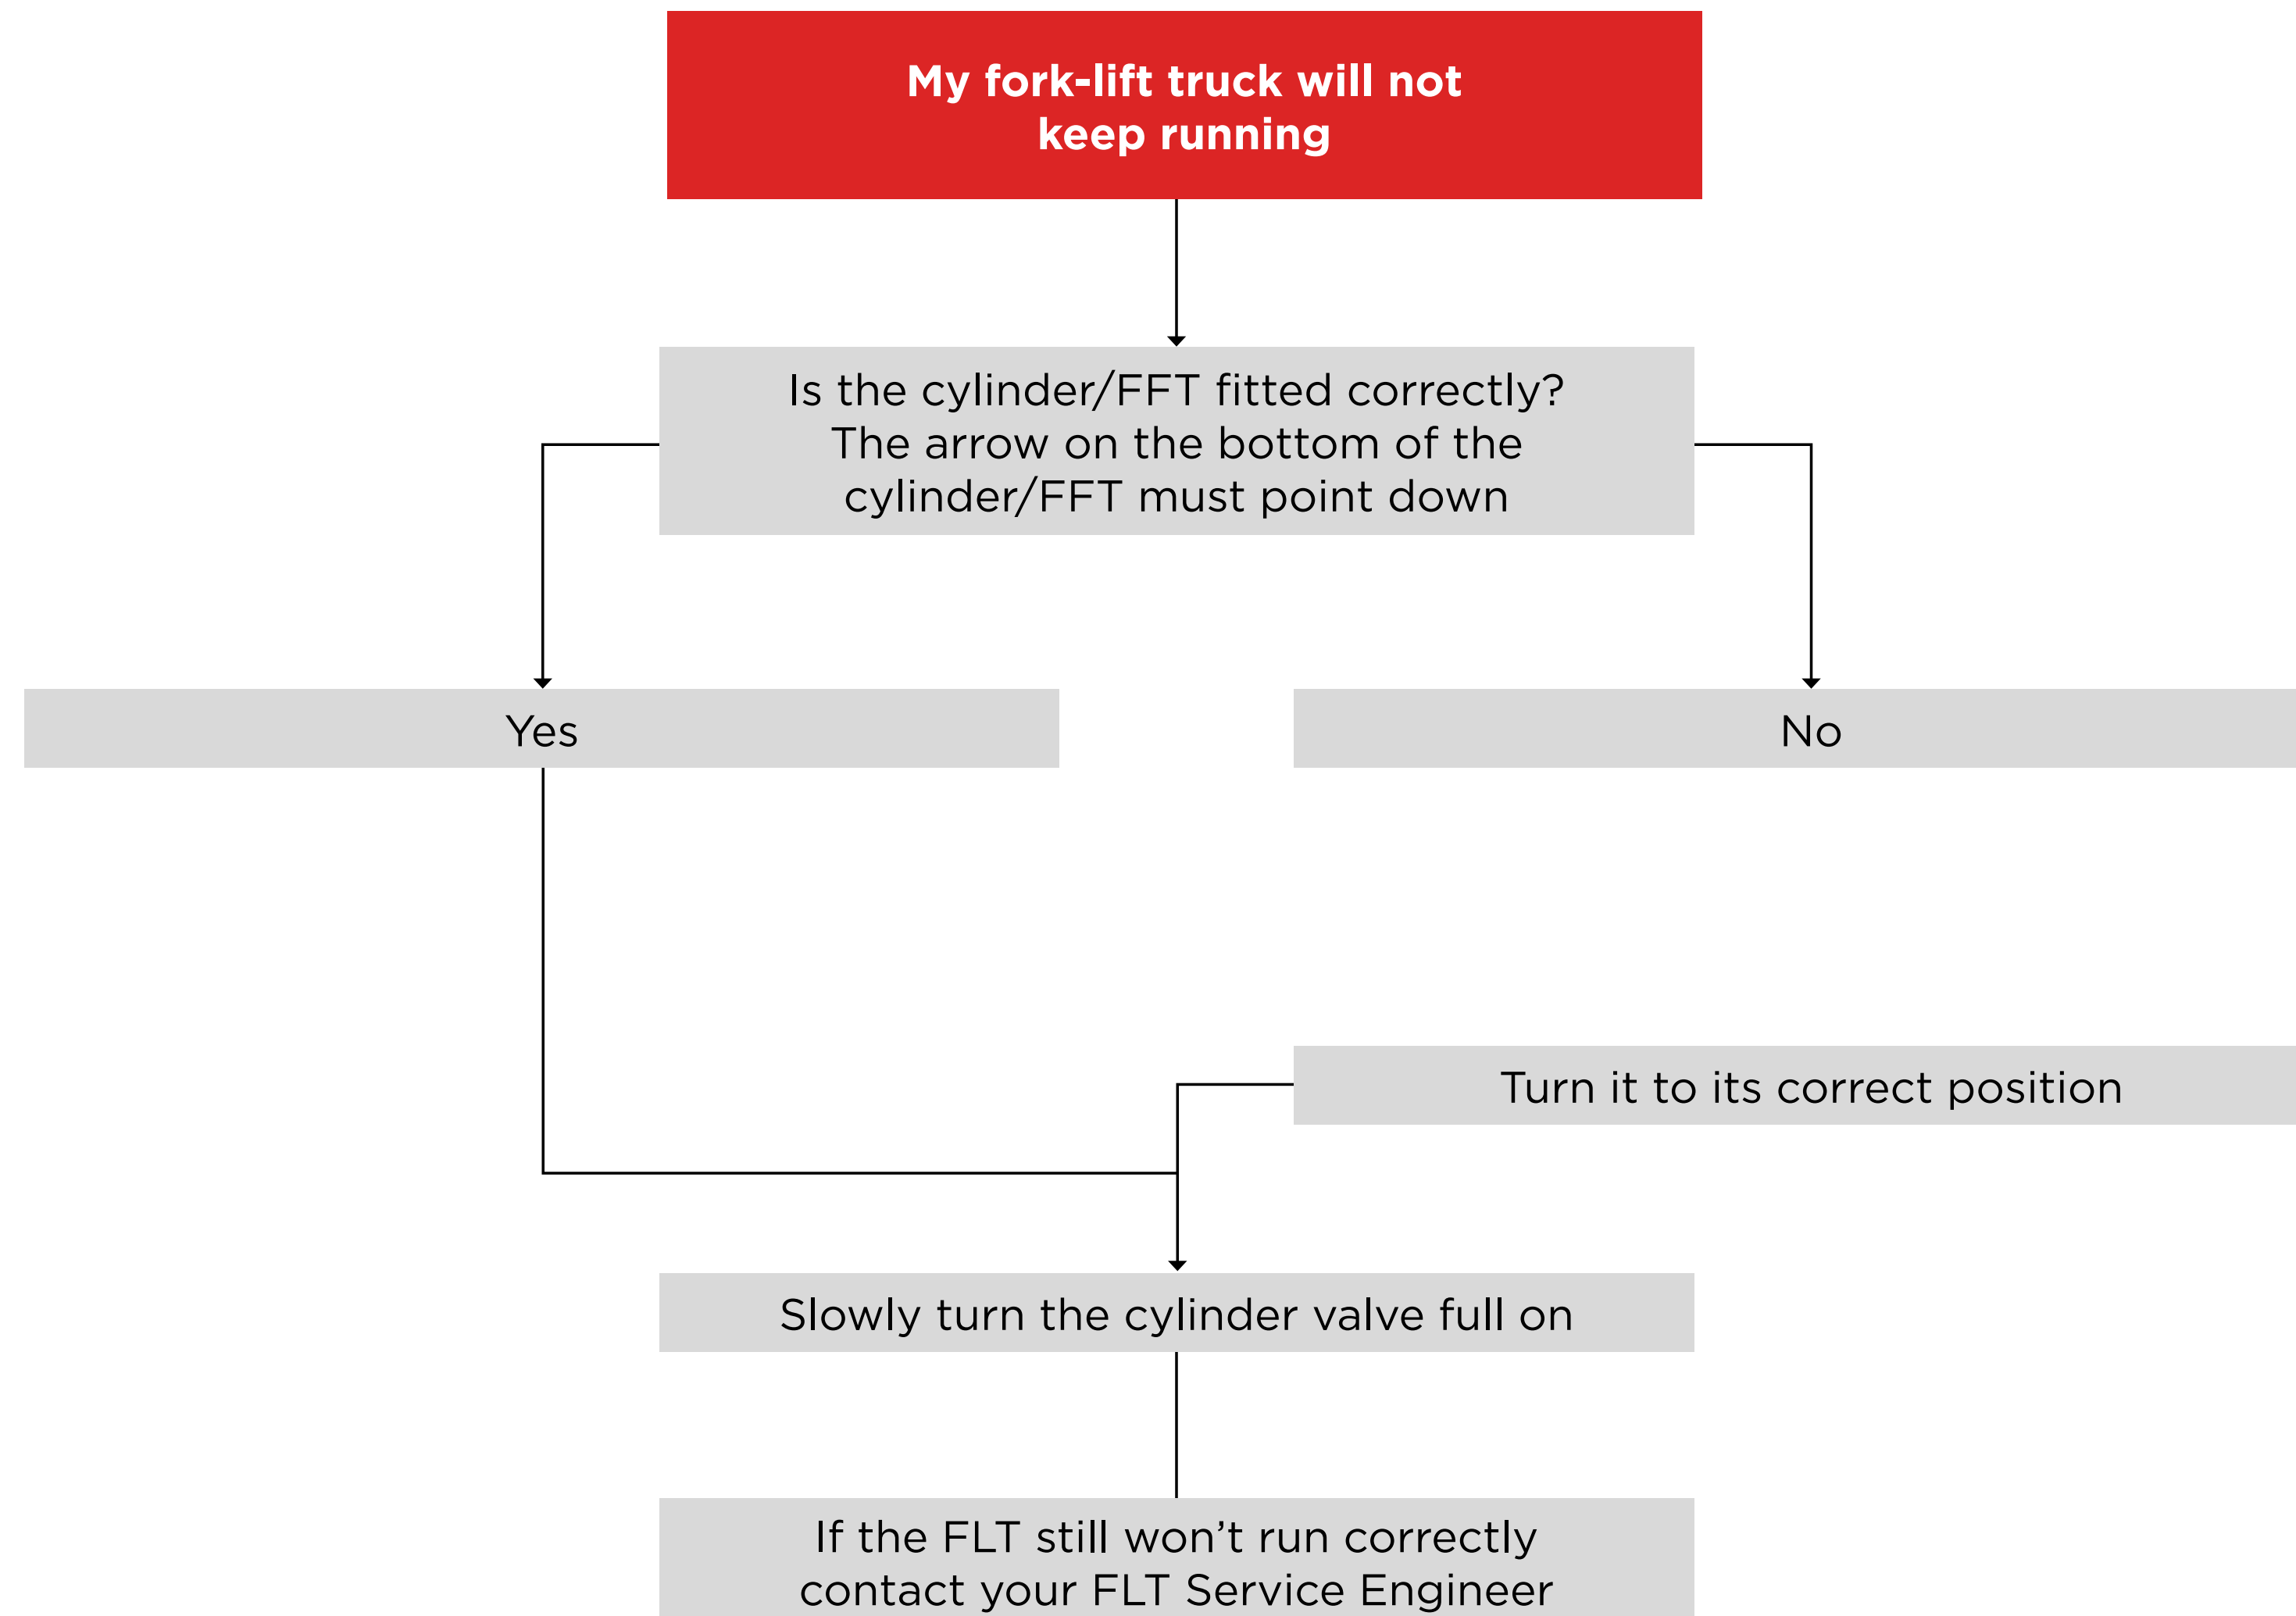 My fork-lift truck will not
keep running
Is the cylinder/FFT fitted correctly?
The arrow on the bottom of the
cylinder/FFT must point down
Yes
No
Turn it to its correct position
Slowly turn the cylinder valve full on
If the FLT still won’t run correctly
contact your FLT Service Engineer